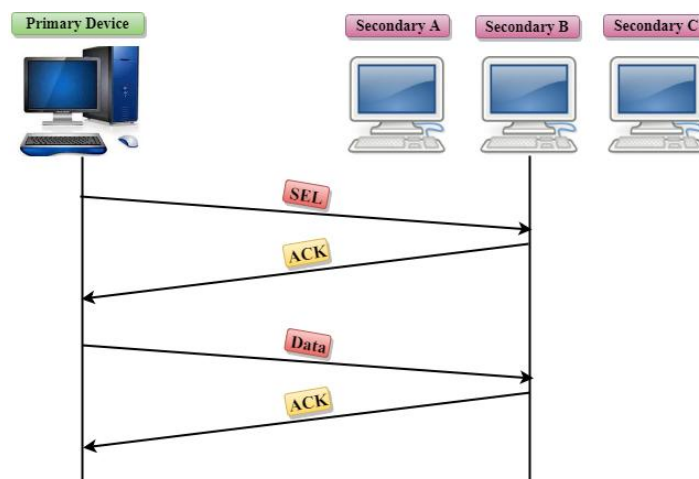 Primary Device
Secondary A
Secondary B
Secondary C
SEL
ACK
Data
ACK